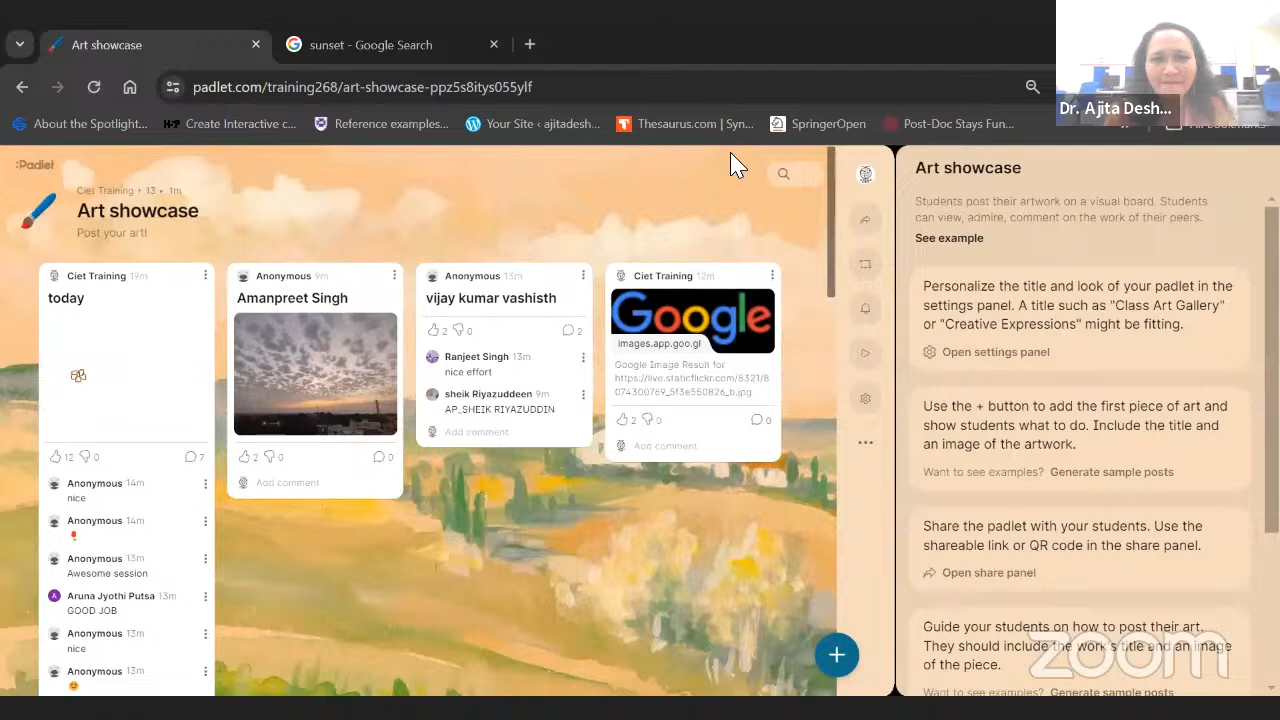 Art showcase
sunset - Google Search
padlet.com/training268/art-showcase-ppz5s8itys055ylf
About the Spotlight...
H-P Create Interactive c...
Reference examples...
Your Site ‹ ajitadesh...
Thesaurus.com | Syn...
SpringerOpen
Post-Doc Stays Fun...
Dr. Ajita Desh...
:Padlet
Ciet Training • 13 • 1m
Art showcase
Post your art!
Ciet Training 19m
today
12 0 7
Anonymous 14m
nice
Anonymous 14m
🌹
Anonymous 13m
Awesome session
A Aruna Jyothi Putsa 13m
GOOD JOB
Anonymous 13m
nice
Anonymous 13m
😊
Anonymous 9m
Amanpreet Singh
2 0 0
Add comment
Anonymous 13m
vijay kumar vashisth
2 0 2
Ranjeet Singh 13m
nice effort
sheik Riyazuddeen 9m
AP_SHEIK RIYAZUDDIN
Add comment
Ciet Training 12m
Google
images.app.goo.gl
Google Image Result for
https://live.staticflickr.com/5321/8
074300769_5f3e550826_b.jpg
2 0 0
Add comment
Art showcase
Students post their artwork on a visual board. Students
can view, admire, comment on the work of their peers.
See example
Personalize the title and look of your padlet in the
settings panel. A title such as "Class Art Gallery"
or "Creative Expressions" might be fitting.
Open settings panel
Use the + button to add the first piece of art and
show students what to do. Include the title and
an image of the artwork.
Want to see examples? Generate sample posts
Share the padlet with your students. Use the
shareable link or QR code in the share panel.
Open share panel
Guide your students on how to post their art.
They should include the work's title and an image
of the piece.
Want to see examples? Generate sample posts
zoom